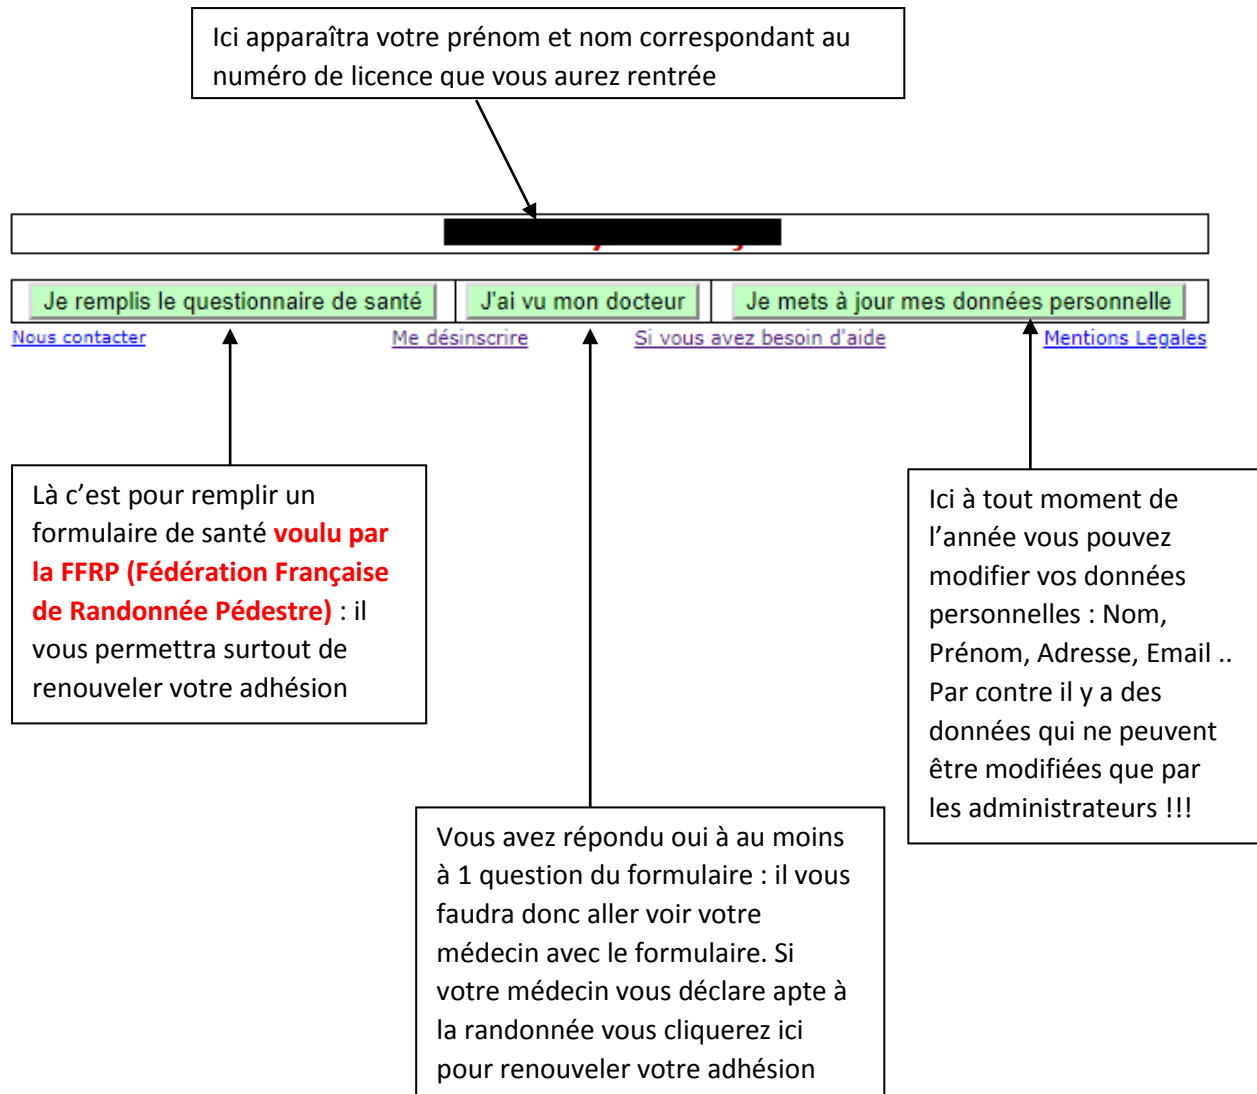 Ici apparaîtra votre prénom et nom correspondant au
numéro de licence que vous aurez rentrée
Je remplis le questionnaire de santé
J'ai vu mon docteur
Je mets à jour mes données personnelle
Nous contacter
Me désinscrire
Si vous avez besoin d'aide
Mentions Legales
Là c’est pour remplir un
formulaire de santé voulu par
la FFRP (Fédération Française
de Randonnée Pédestre) : il
vous permettra surtout de
renouveler votre adhésion
Vous avez répondu oui à au moins
à 1 question du formulaire : il vous
faudra donc aller voir votre
médecin avec le formulaire. Si
votre médecin vous déclare apte à
la randonnée vous cliquerez ici
pour renouveler votre adhésion
Ici à tout moment de
l’année vous pouvez
modifier vos données
personnelles : Nom,
Prénom, Adresse, Email ..
Par contre il y a des
données qui ne peuvent
être modifiées que par
les administrateurs !!!